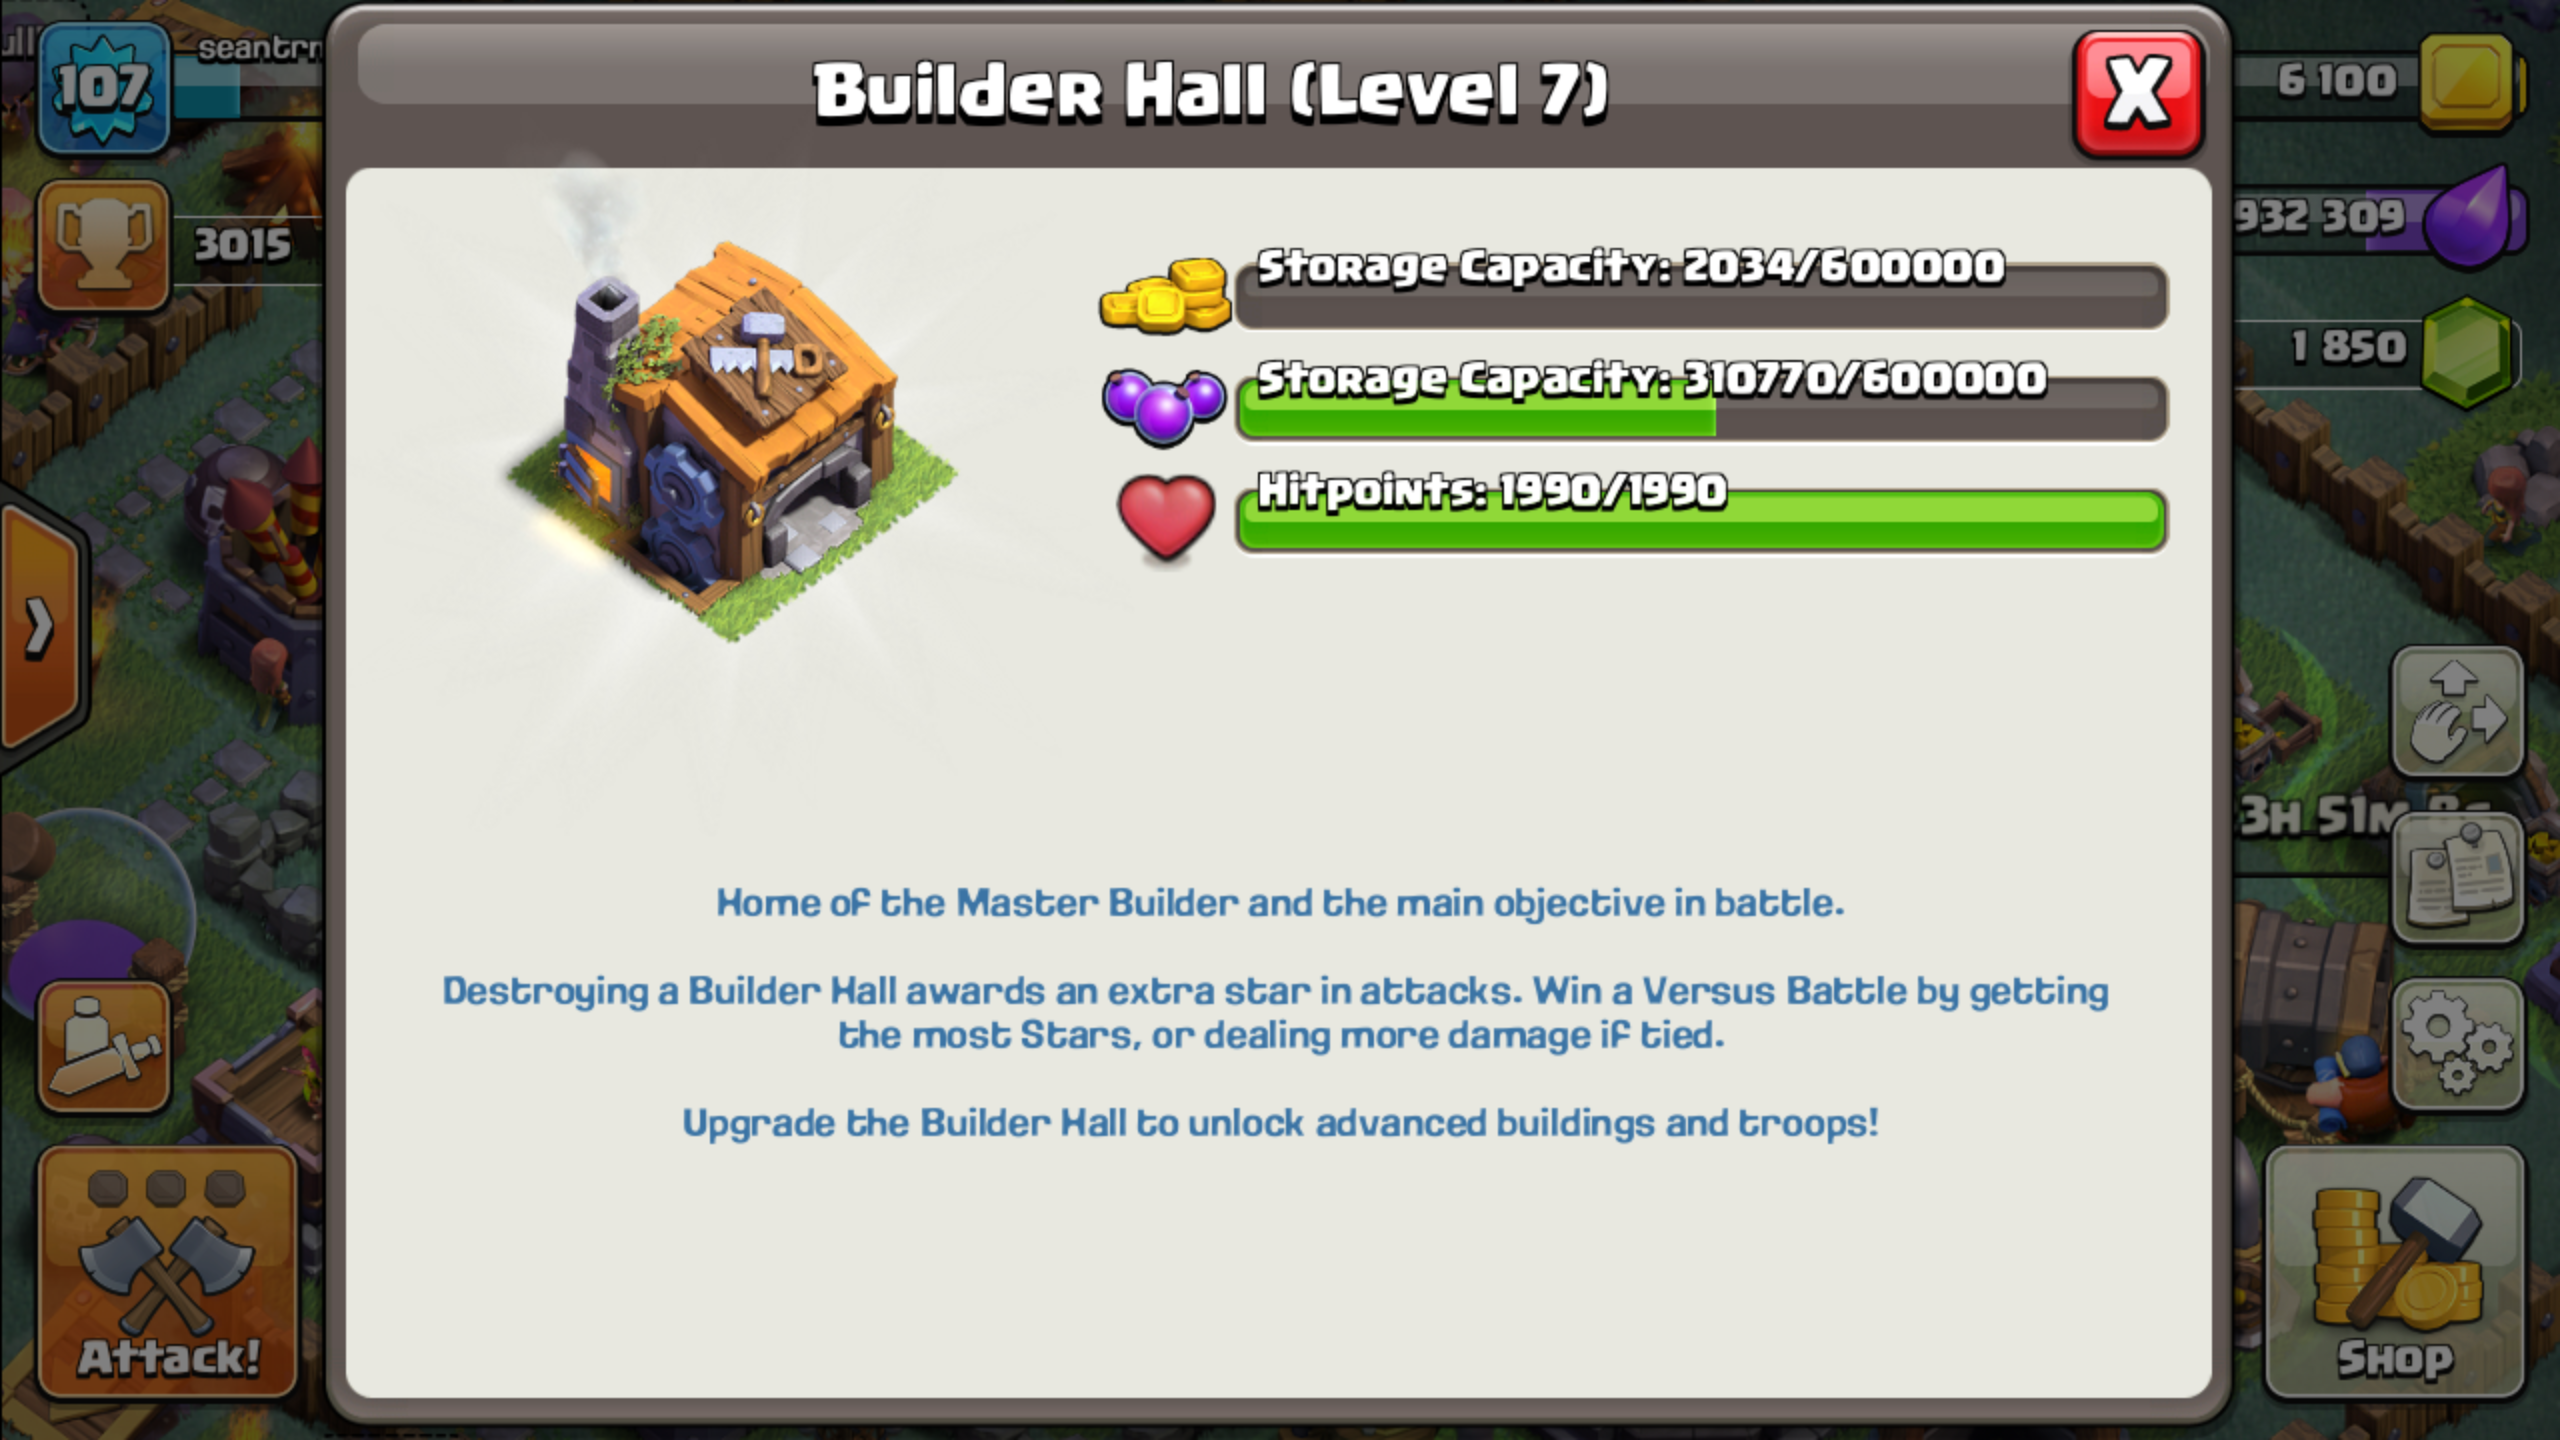 107
seantrm
Builder Hall (Level 7)
X
6 100
3015
Storage Capacity: 2034/600000
932 309
Storage Capacity: 310770/600000
1 850
Hitpoints: 1990/1990
3H 51M 8s
Home of the Master Builder and the main objective in battle.
Destroying a Builder Hall awards an extra star in attacks. Win a Versus Battle by getting
the most Stars, or dealing more damage if tied.
Upgrade the Builder Hall to unlock advanced buildings and troops!
Attack!
Shop